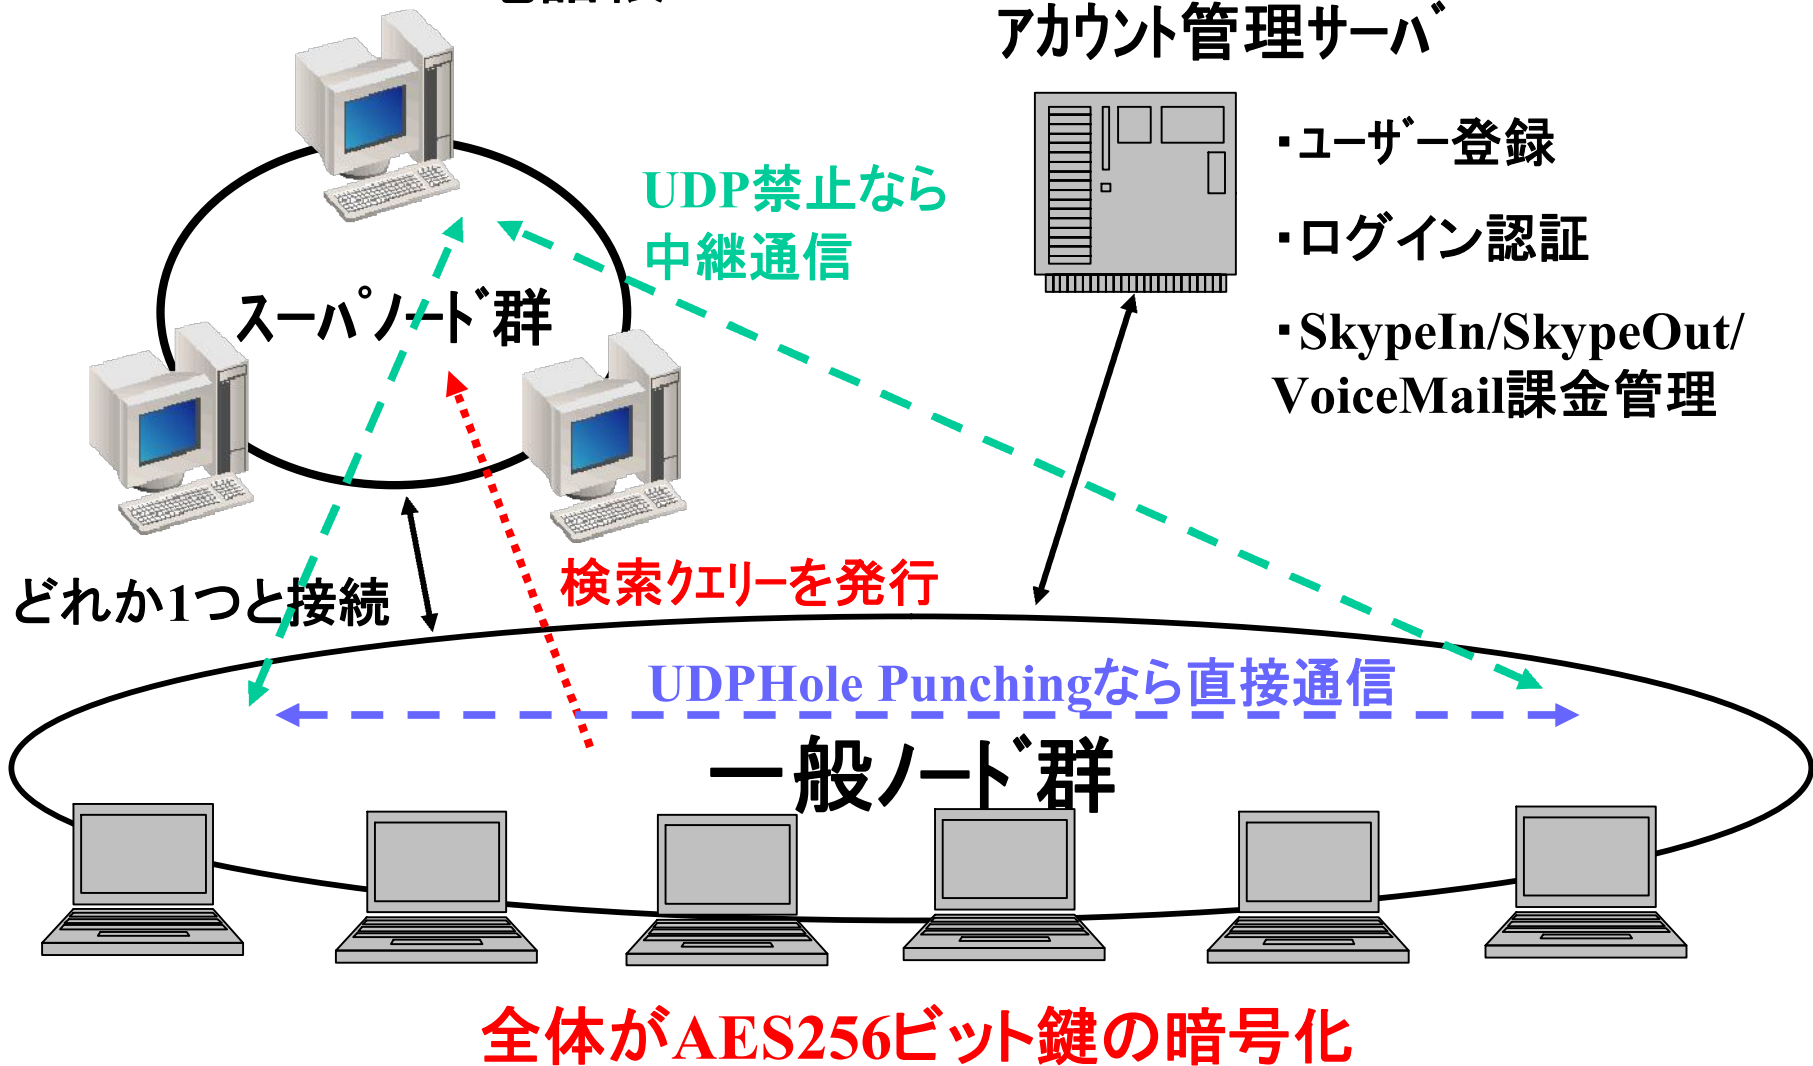 アカウント管理サーバ
・ユーザー登録
UDP禁止なら
中継通信
・ログイン認証
スーパノード群
・SkypeIn/SkypeOut/
VoiceMail課金管理
検索クエリーを発行
どれか1つと接続
UDPHole Punchingなら直接通信
一般ノード群
全体がAES256ビット鍵の暗号化